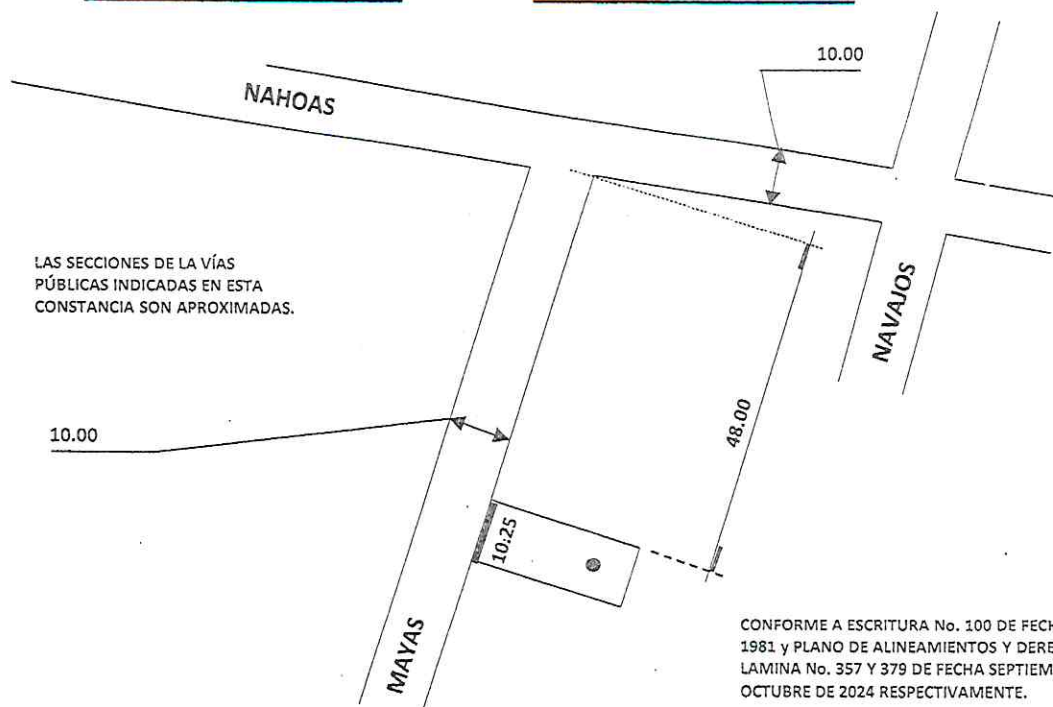 10.00
NAHOAS
LAS SECCIONES DE LA VÍAS
PÚBLICAS INDICADAS EN ESTA
CONSTANCIA SON APROXIMADAS.
NAVAJOS
48.00
10.00
10:25
MAYAS
CONFORME A ESCRITURA No. 100 DE FECH
1981 y PLANO DE ALINEAMIENTOS Y DERE
LAMINA No. 357 Y 379 DE FECHA SEPTIEM
OCTUBRE DE 2024 RESPECTIVAMENTE.